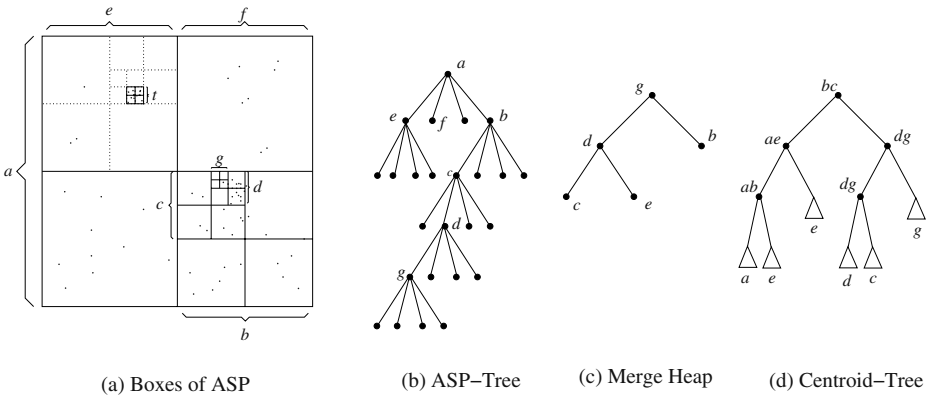 e
f
a
t
g
c
d
b
(a) Boxes of ASP
a
e
f
b
c
d
g
(b) ASP−Tree
g
d
b
c
e
(c) Merge Heap
bc
ae
dg
ab
dg
e
g
a
e
d
c
(d) Centroid−Tree